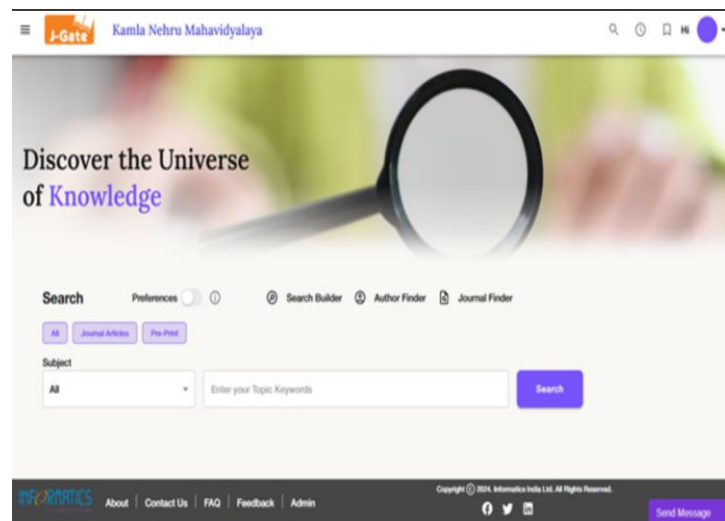 J-Gate
Kamla Nehru Mahavidyalaya
Hi
Discover the Universe
of Knowledge
Search
Preferences
Search Builder
Author Finder
Journal Finder
All
Journal Articles
Pre-Print
Subject
All
Enter your Topic Keywords
Search
INFORMATICS
About | Contact Us | FAQ | Feedback | Admin
Copyright © 2024, Informatics India Ltd. All Rights Reserved.
Send Message